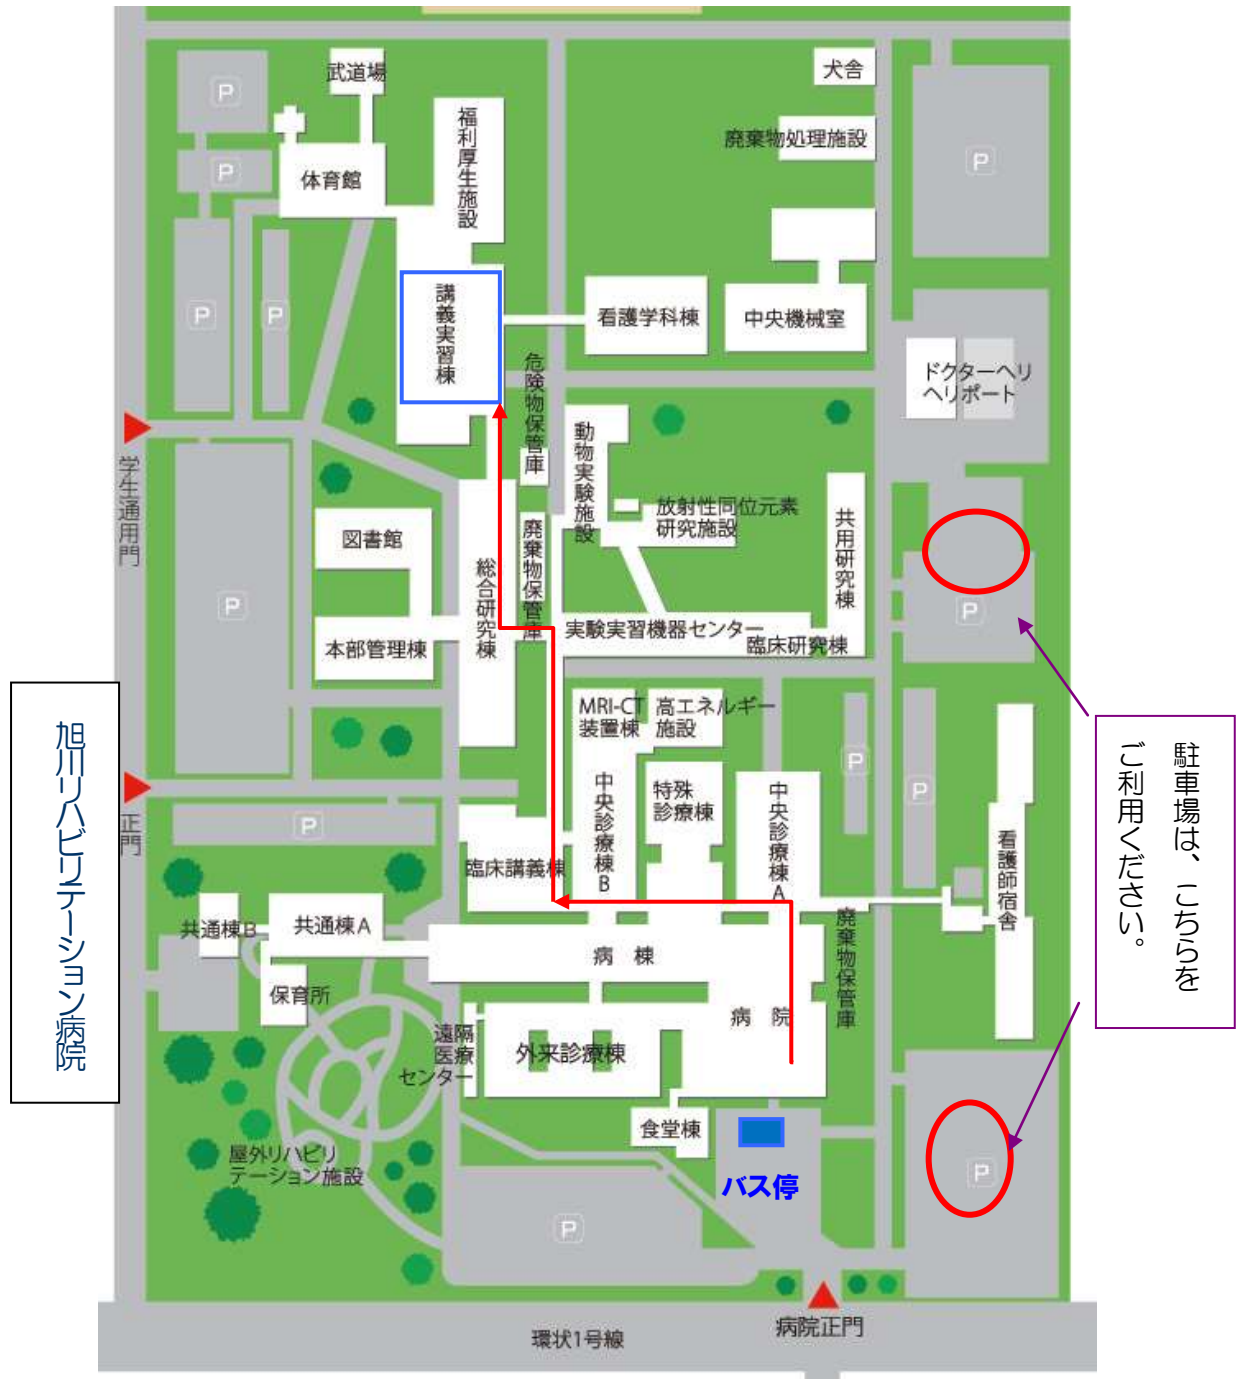 武道場
犬舎
P
福利厚生施設
廃棄物処理施設
P
P
体育館
講義実習棟
看護学科棟
中央機械室
P
P
危険物保管庫
ドクターヘリ
ヘリポート
学生通用門
動物実験施設
放射性同位元素
研究施設
共用研究棟
図書館
廃棄物保管庫
総合研究棟
P
P
実験実習機器センター
本部管理棟
臨床研究棟
MRI-CT
装置棟
高エネルギー
施設
旭川リハビリテーション病院
駐車場は、こちらを
ご利用ください。
P
P
正門
P
中央診療棟B
特殊
診療棟
中央診療棟A
看護師宿舎
臨床講義棟
共通棟B
共通棟A
病棟
廃棄物保管庫
保育所
病院
遠隔
医療
センター
外来診療棟
食堂棟
屋外リハビリ
テーション施設
バス停
P
P
病院正門
環状1号線